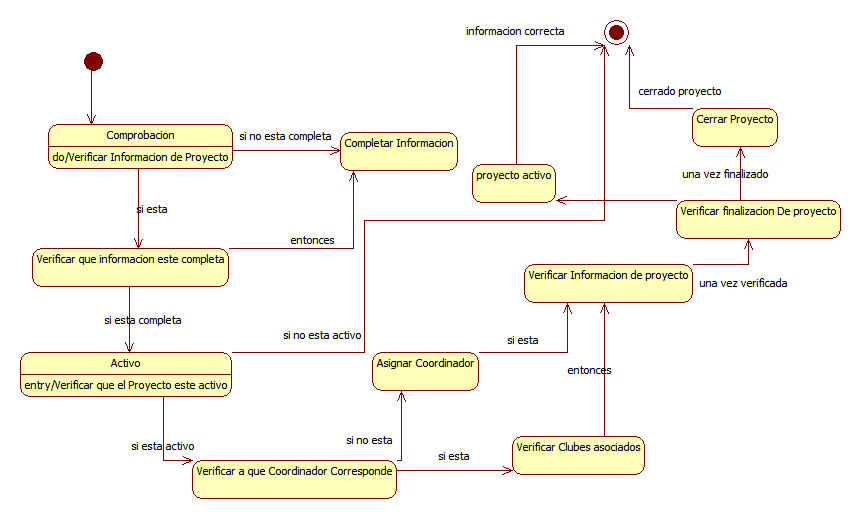 informacion correcta
cerrado proyecto
Comprobacion
do/Verificar Informacion de Proyecto
si no esta completa
Completar Informacion
Cerrar Proyecto
proyecto activo
una vez finalizado
si esta
Verificar finalizacion De proyecto
entonces
Verificar que informacion este completa
Verificar Informacion de proyecto
una vez verificada
si esta completa
si no esta activo
si esta
Activo
entry/Verificar que el Proyecto este activo
Asignar Coordinador
entonces
si esta activo
si no esta
si esta
Verificar Clubes asociados
Verificar a que Coordinador Corresponde